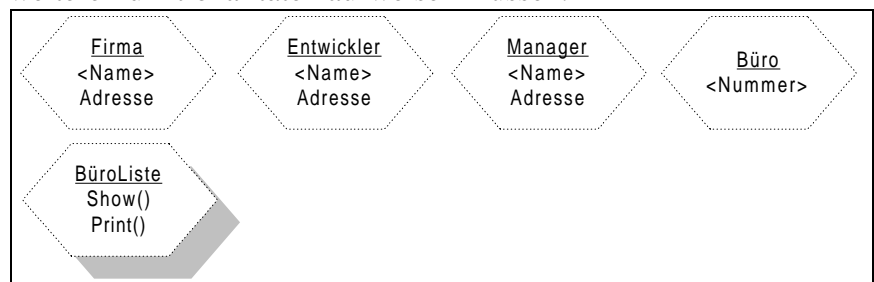 Firma
<Name>
Adresse
Entwickler
<Name>
Adresse
Manager
<Name>
Adresse
Büro
<Nummer>
BüroListe
Show()
Print()